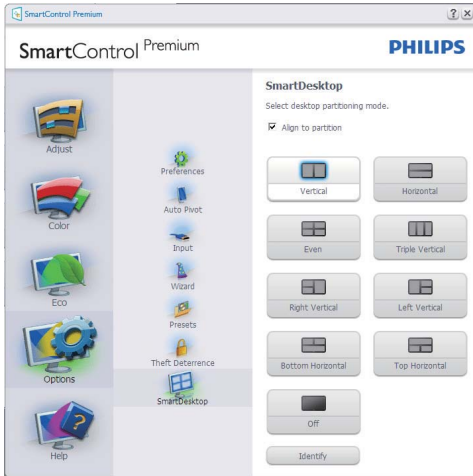 SmartControl Premium
?
SmartControl Premium
PHILIPS
Adjust
Color
Eco
Options
Help
Preferences
Auto Pivot
Input
Wizard
Presets
Theft Deterrence
SmartDesktop
SmartDesktop
Select desktop partitioning mode.
Align to partition
Vertical
Horizontal
Even
Triple Vertical
Right Vertical
Left Vertical
Bottom Horizontal
Top Horizontal
Off
Identify